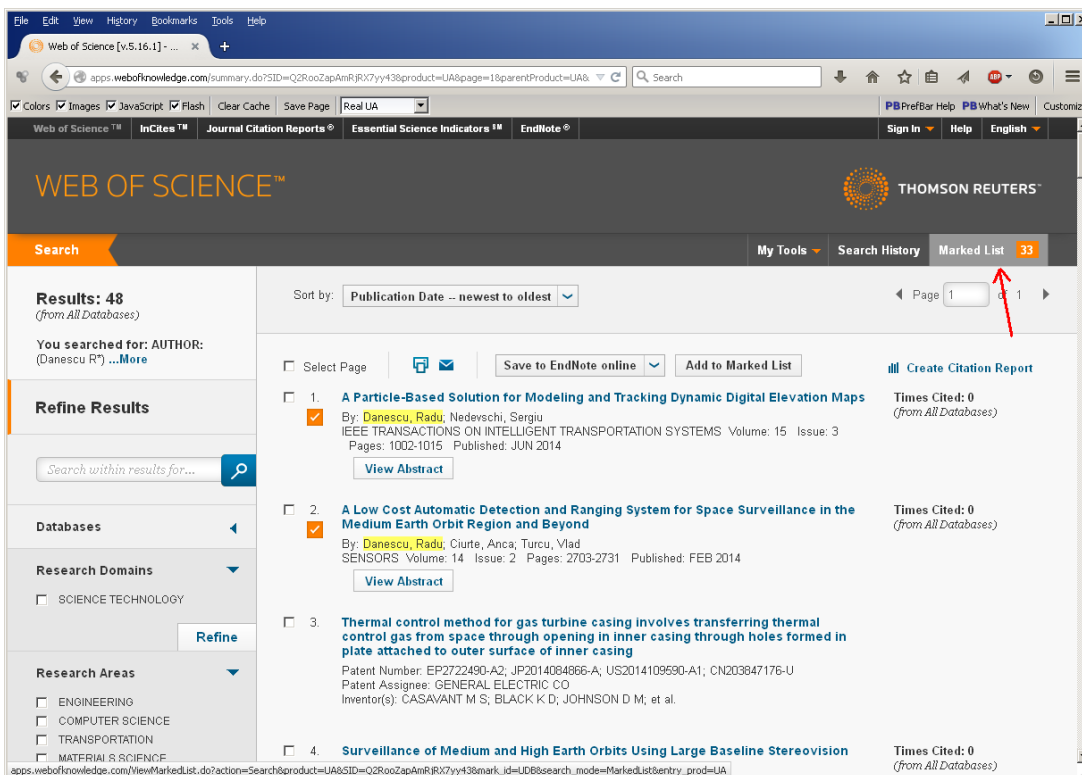 File Edit View History Bookmarks Tools Help
Web of Science [v.5.16.1] - ... × +
apps.webofknowledge.com/summary.do?SID=Q2RooZapAmRjRX7yy43&product=UA&page=1&parentProduct=UA& Search
Colors Images JavaScript Flash Clear Cache Save Page Real UA PBPrefBar Help PBWhat's New Customiz
Web of Science ™ InCites ™ Journal Citation Reports ® Essential Science Indicators ℠ EndNote ® Sign In Help English
WEB OF SCIENCE™ THOMSON REUTERS™
Search My Tools Search History Marked List 33
Results: 48
(from All Databases)
You searched for: AUTHOR:
(Danescu R*) ...More
Refine Results
Search within results for...
Databases
Research Domains
SCIENCE TECHNOLOGY
Refine
Research Areas
ENGINEERING
COMPUTER SCIENCE
TRANSPORTATION
MATERIALS SCIENCE
Sort by: Publication Date -- newest to oldest Page 1 of 1
Select Page Save to EndNote online Add to Marked List Create Citation Report
1. A Particle-Based Solution for Modeling and Tracking Dynamic Digital Elevation Maps
By: Danescu, Radu; Nedevschi, Sergiu
IEEE TRANSACTIONS ON INTELLIGENT TRANSPORTATION SYSTEMS Volume: 15 Issue: 3
Pages: 1002-1015 Published: JUN 2014
View Abstract
Times Cited: 0
(from All Databases)
2. A Low Cost Automatic Detection and Ranging System for Space Surveillance in the
Medium Earth Orbit Region and Beyond
By: Danescu, Radu; Ciurte, Anca; Turcu, Vlad
SENSORS Volume: 14 Issue: 2 Pages: 2703-2731 Published: FEB 2014
View Abstract
Times Cited: 0
(from All Databases)
3. Thermal control method for gas turbine casing involves transferring thermal
control gas from space through opening in inner casing through holes formed in
plate attached to outer surface of inner casing
Patent Number: EP2722490-A2; JP2014084866-A; US2014109590-A1; CN203847176-U
Patent Assignee: GENERAL ELECTRIC CO
Inventor(s): CASAVANT M S; BLACK K D; JOHNSON D M; et al.
4. Surveillance of Medium and High Earth Orbits Using Large Baseline Stereovision
Times Cited: 0
(from All Databases)
apps.webofknowledge.com/ViewMarkedList.do?action=Search&product=UA&SID=Q2RooZapAmRjRX7yy43&mark_id=UDB&search_mode=MarkedList&entry_prod=UA